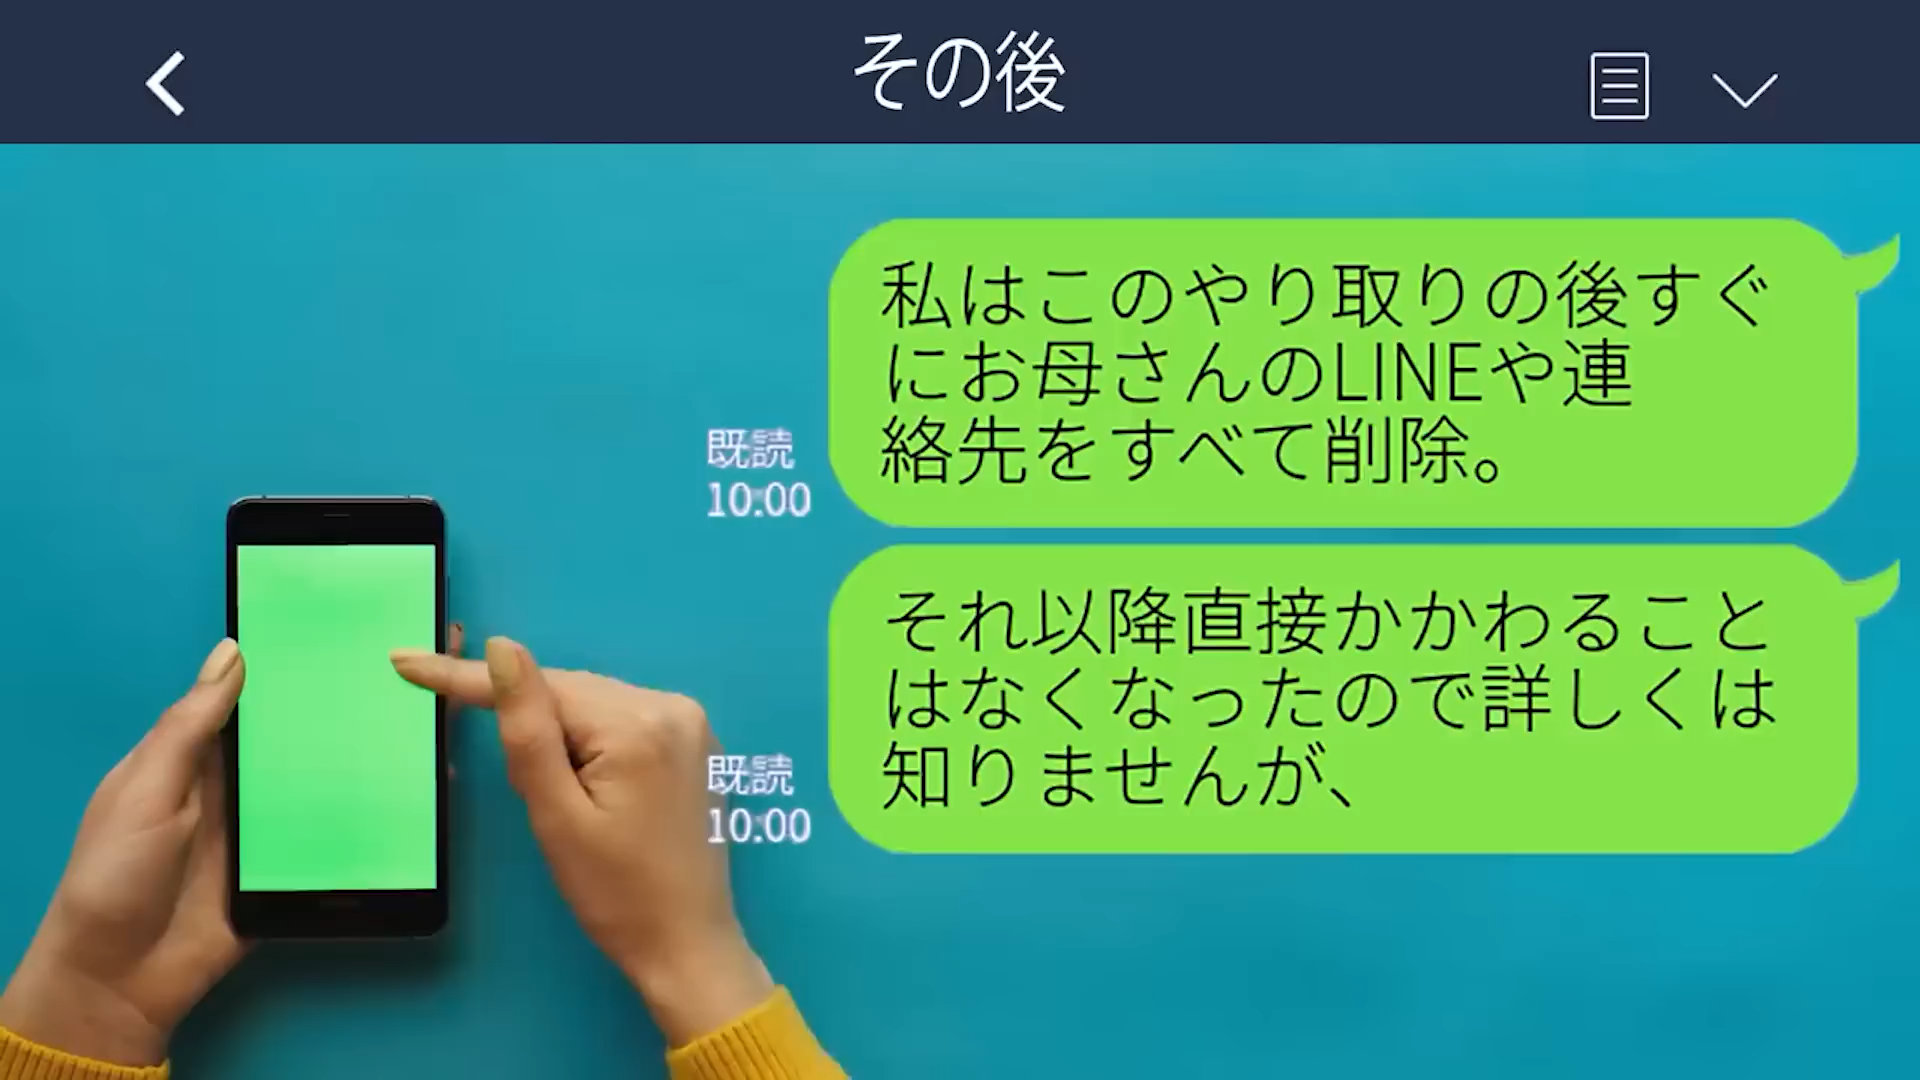 その後
私はこのやり取りの後すぐ
にお母さんのLINEや連
絡先をすべて削除。
既読
10:00
それ以降直接かかわること
はなくなったので詳しくは
知りませんが、
既読
10:00